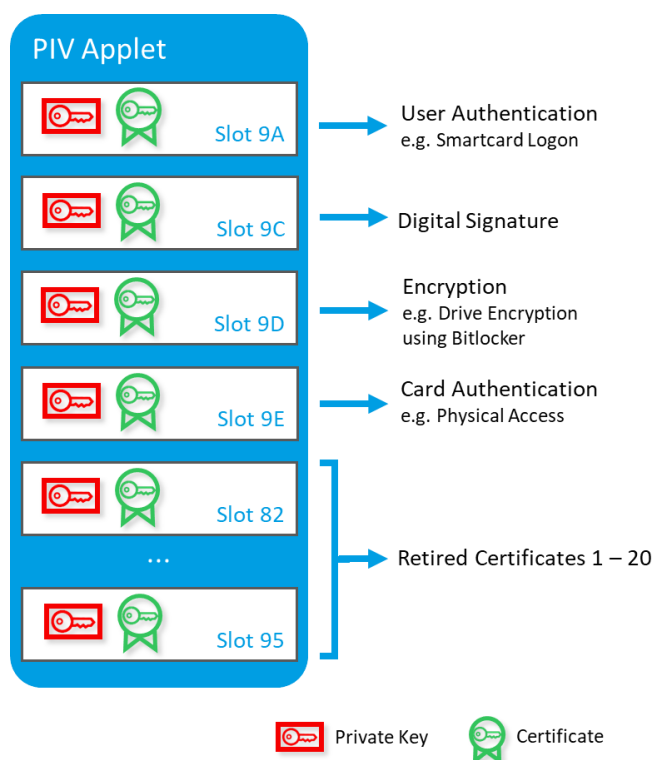 PIV Applet
Slot 9A
User Authentication
e.g. Smartcard Logon
Slot 9C
Digital Signature
Slot 9D
Encryption
e.g. Drive Encryption
using Bitlocker
Slot 9E
Card Authentication
e.g. Physical Access
Slot 82
...
Retired Certificates 1 – 20
Slot 95
Private Key
Certificate